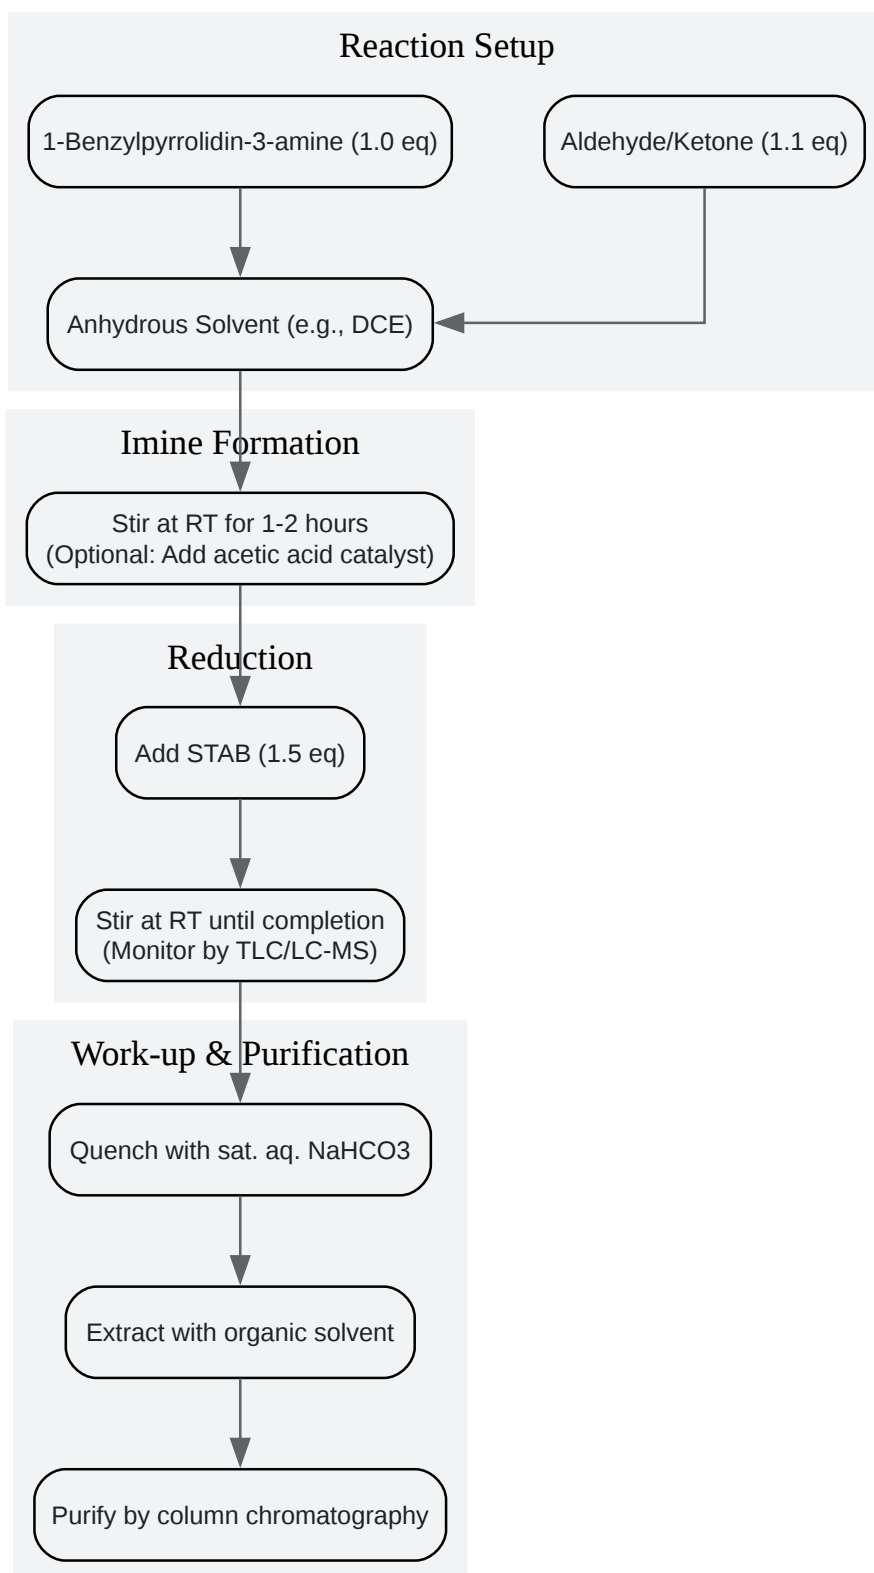 Reaction Setup
1-Benzylpyrrolidin-3-amine (1.0 eq)
Aldehyde/Ketone (1.1 eq)
Anhydrous Solvent (e.g., DCE)
Imine Formation
Stir at RT for 1-2 hours
(Optional: Add acetic acid catalyst)
Reduction
Add STAB (1.5 eq)
Stir at RT until completion
(Monitor by TLC/LC-MS)
Work-up & Purification
Quench with sat. aq. NaHCO3
Extract with organic solvent
Purify by column chromatography